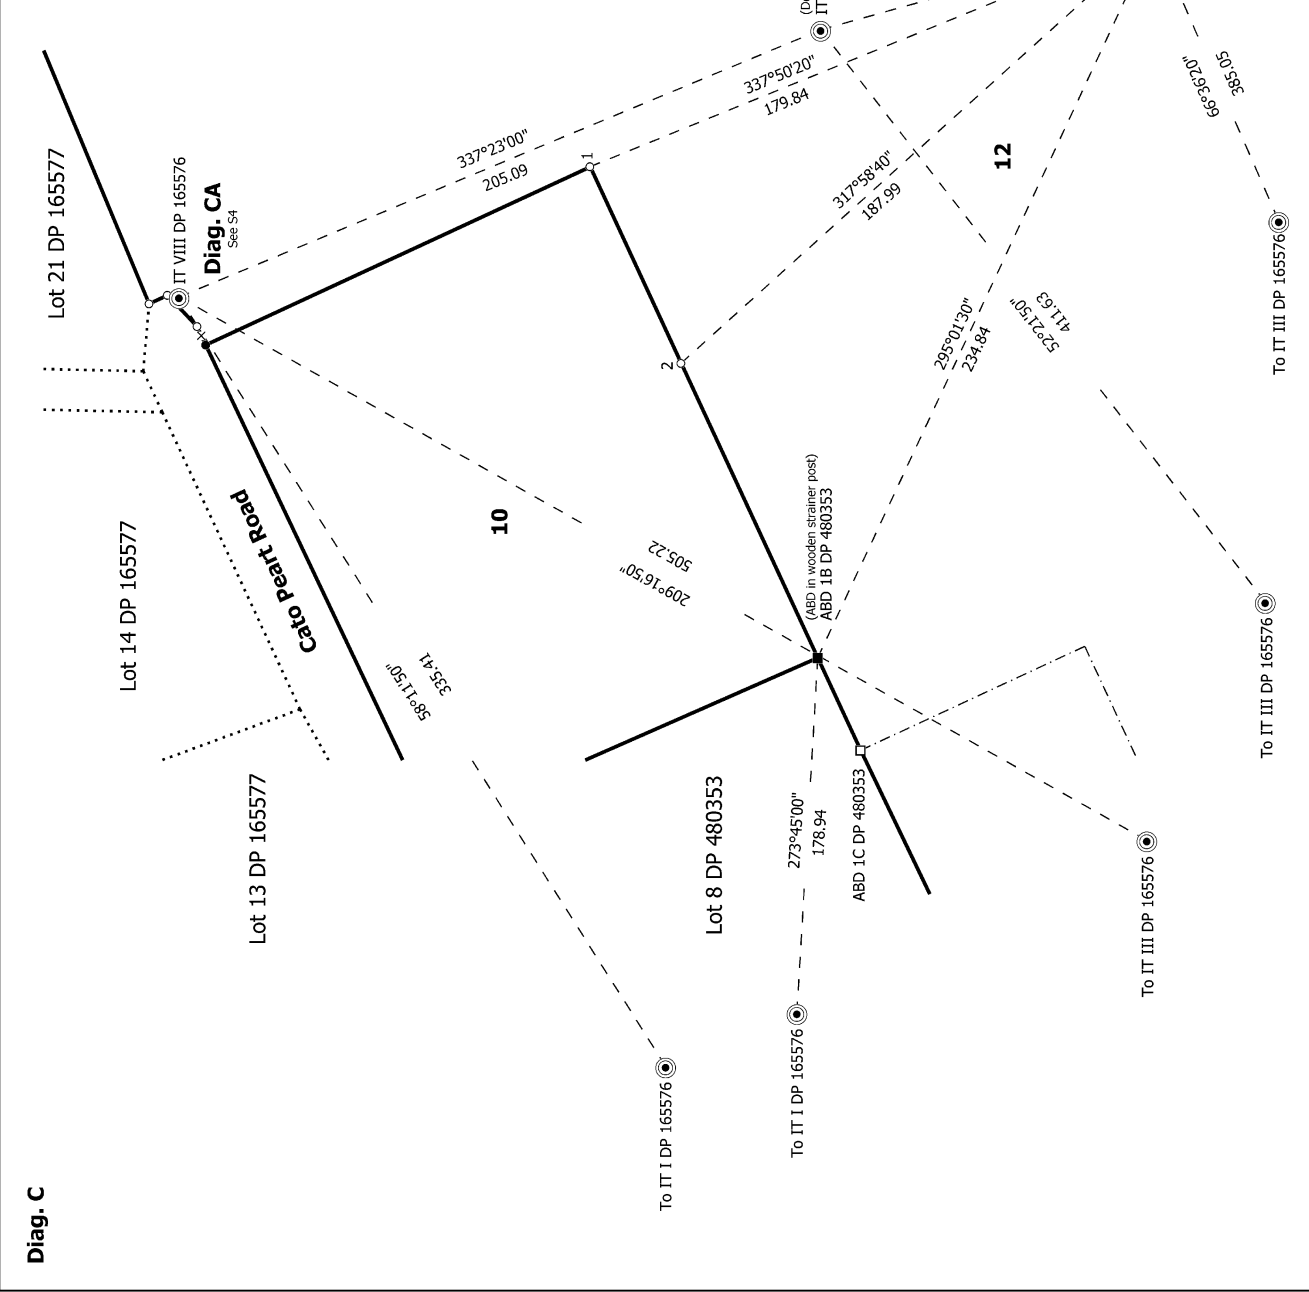 Diag. C
Lot 21 DP 165577
IT VIII DP 165576
Diag. CA
See S4
Lot 14 DP 165577
Cato Peart Road
Lot 13 DP 165577
337°23'00"
205.09
1
337°50'20"
179.84
IT
317°58'40"
187.99
2
12
66°36'20"
385.05
295°01'30"
234.84
52°21'50"
411.63
To IT III DP 165576
10
209°16'50"
505.22
(ABD in wooden strainer post)
ABD 1B DP 480353
58°11'50"
335.41
Lot 8 DP 480353
273°45'00"
178.94
ABD 1C DP 480353
To IT III DP 165576
To IT III DP 165576
To IT I DP 165576
To IT I DP 165576